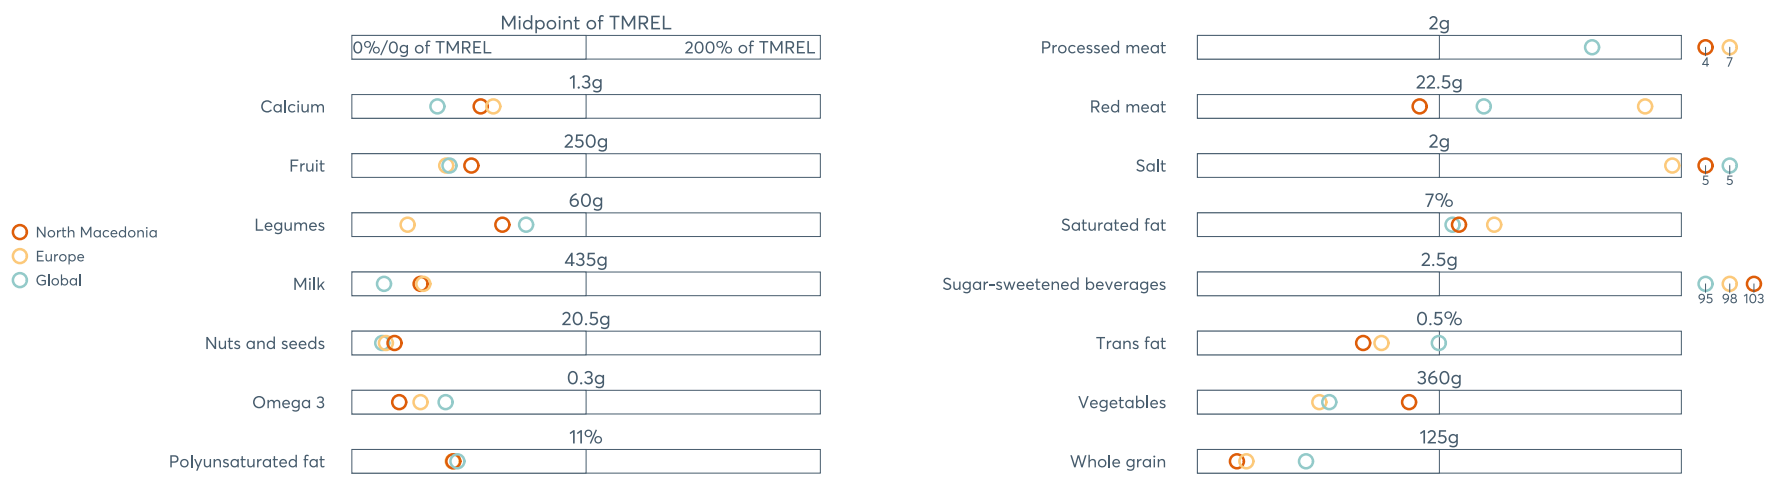 Midpoint of TMREL
0%/0g of TMREL 200% of TMREL
1.3g
Calcium
250g
Fruit
60g
Legumes
435g
Milk
20.5g
Nuts and seeds
0.3g
Omega 3
11%
Polyunsaturated fat
North Macedonia
Europe
Global
2g
Processed meat
4 7
22.5g
Red meat
2g
Salt
5 5
7%
Saturated fat
2.5g
Sugar-sweetened beverages
95 98 103
0.5%
Trans fat
360g
Vegetables
125g
Whole grain